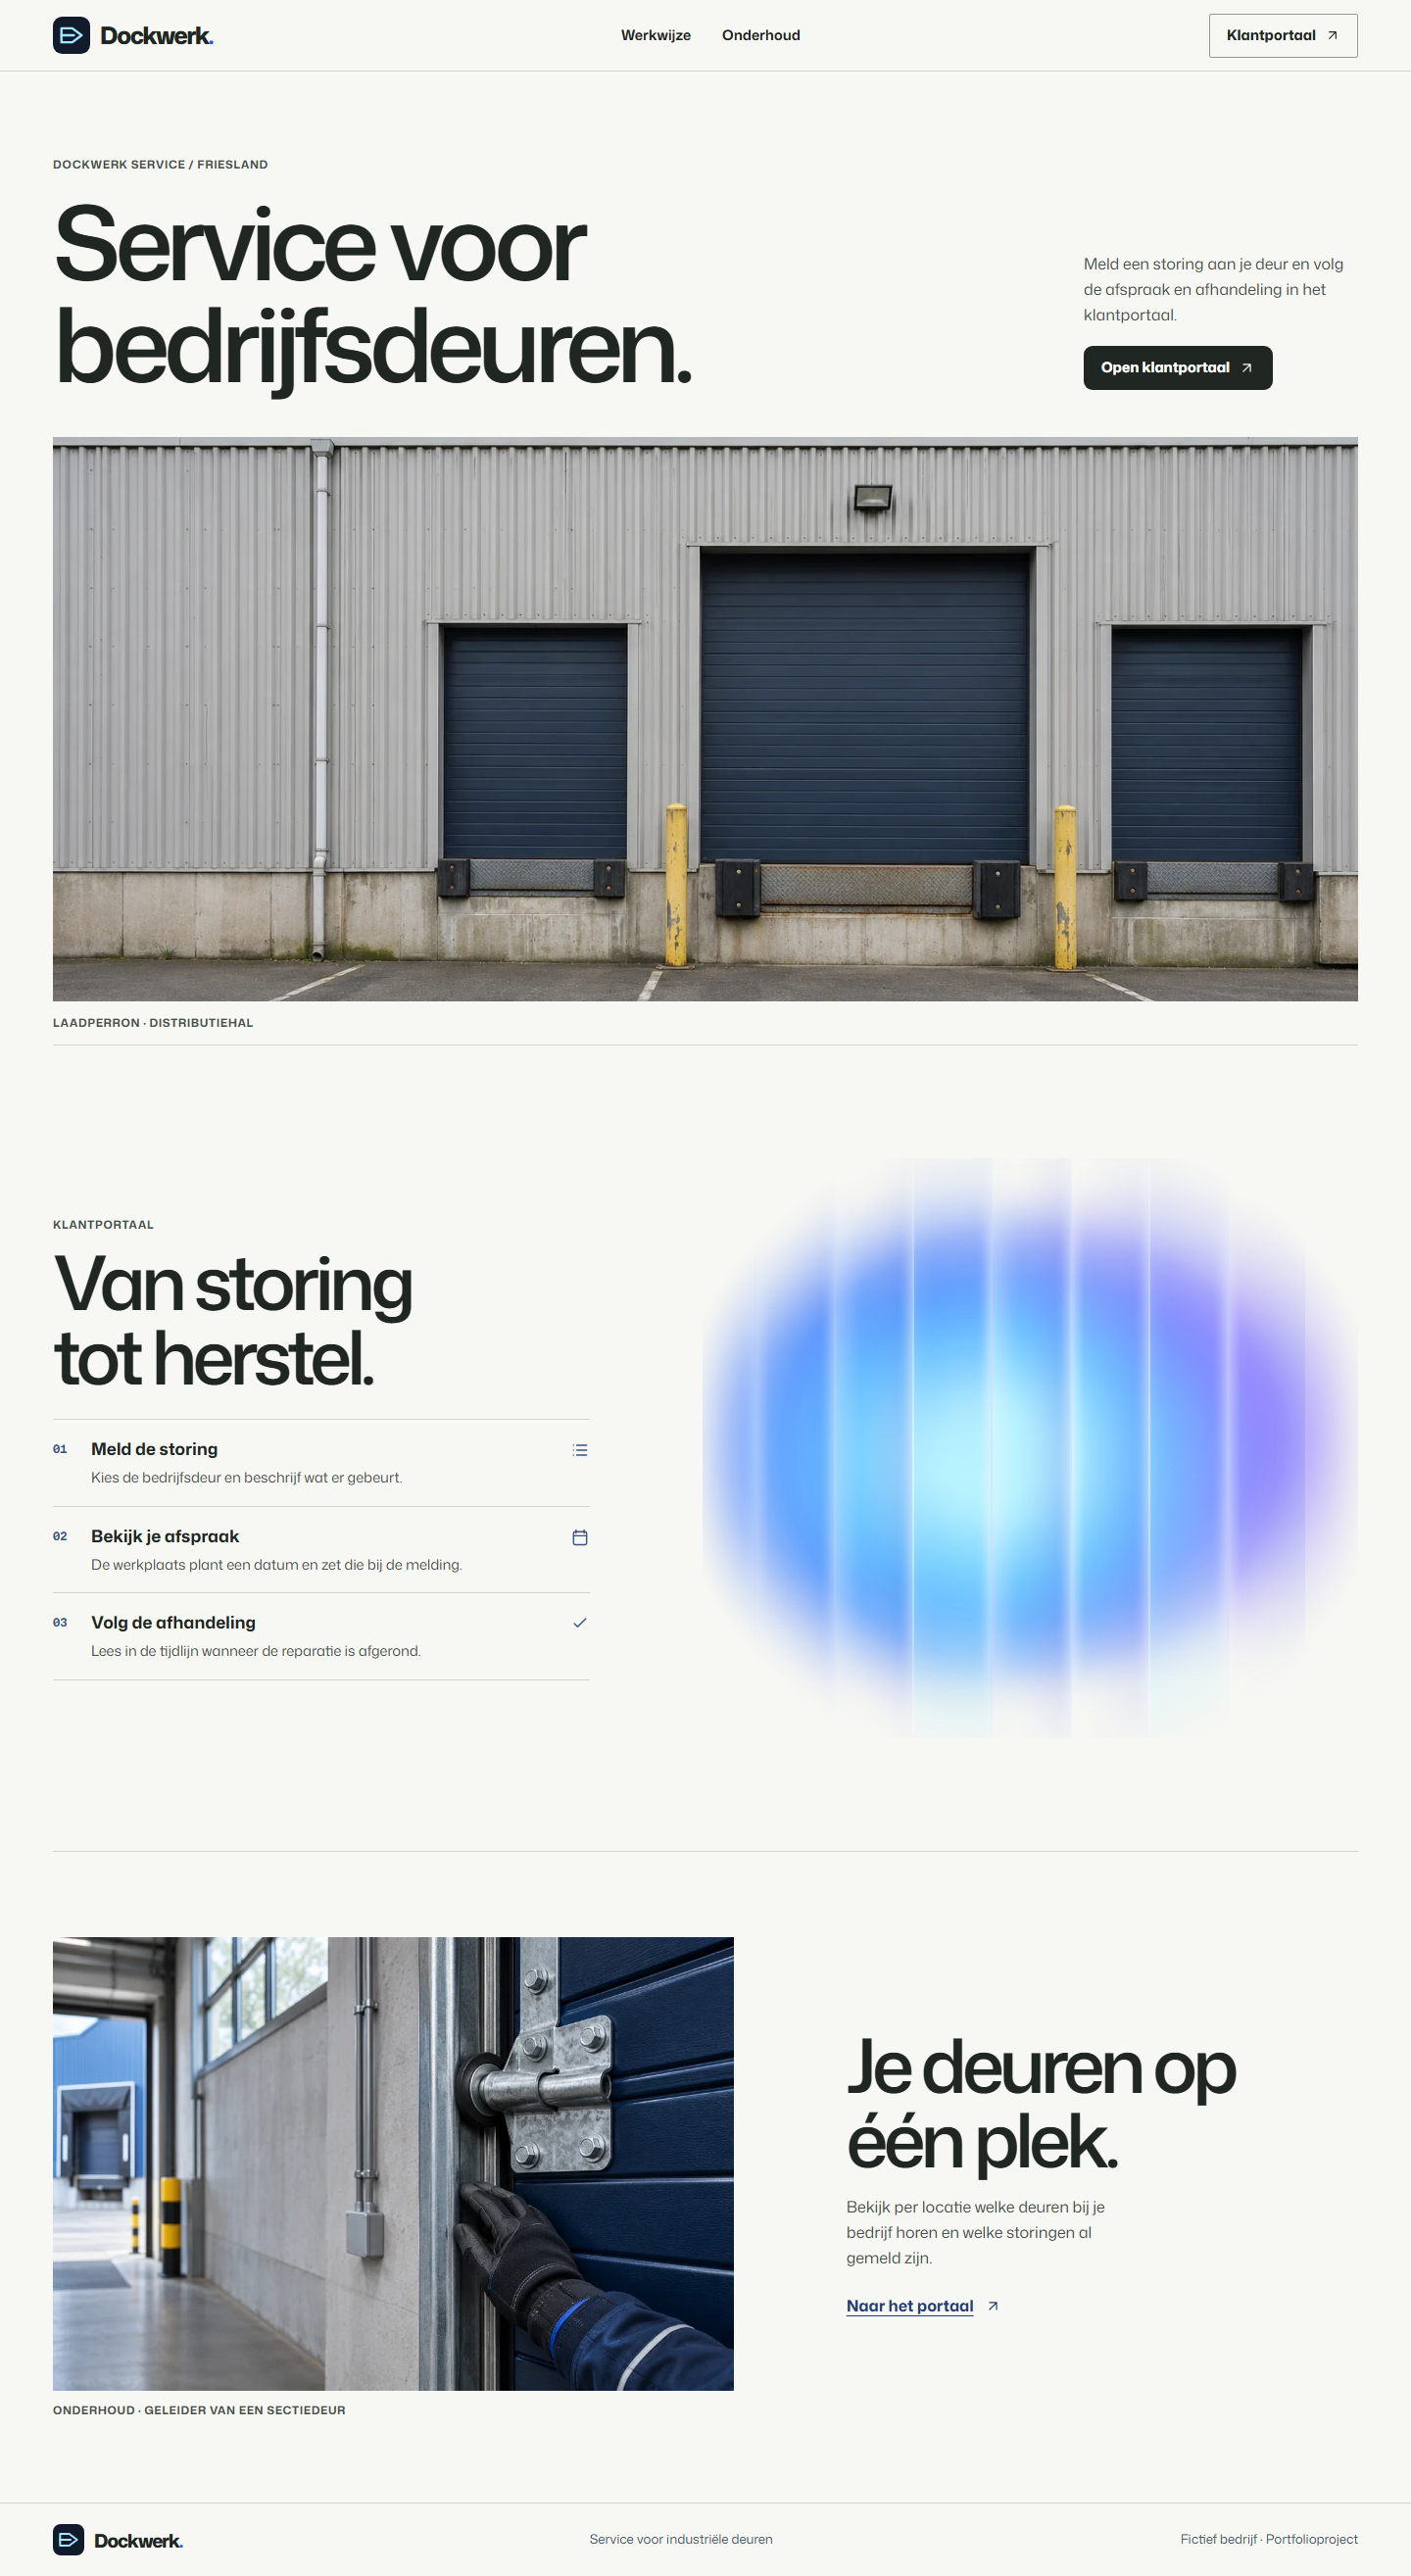 Dockwerk.
Werkwijze
Onderhoud
Klantportaal
DOCKWERK SERVICE / FRIESLAND
Service voor
bedrijfsdeuren.
Meld een storing aan je deur en volg
de afspraak en afhandeling in het
klantportaal.
Open klantportaal
LAADPERRON · DISTRIBUTIEHAL
KLANTPORTAAL
Van storing
tot herstel.
01 Meld de storing
Kies de bedrijfsdeur en beschrijf wat er gebeurt.
02 Bekijk je afspraak
De werkplaats plant een datum en zet die bij de melding.
03 Volg de afhandeling
Lees in de tijdlijn wanneer de reparatie is afgerond.
Je deuren op
één plek.
Bekijk per locatie welke deuren bij je
bedrijf horen en welke storingen al
gemeld zijn.
Naar het portaal
ONDERHOUD · GELEIDER VAN EEN SECTIEDEUR
Dockwerk.
Service voor industriële deuren
Fictief bedrijf · Portfolioproject